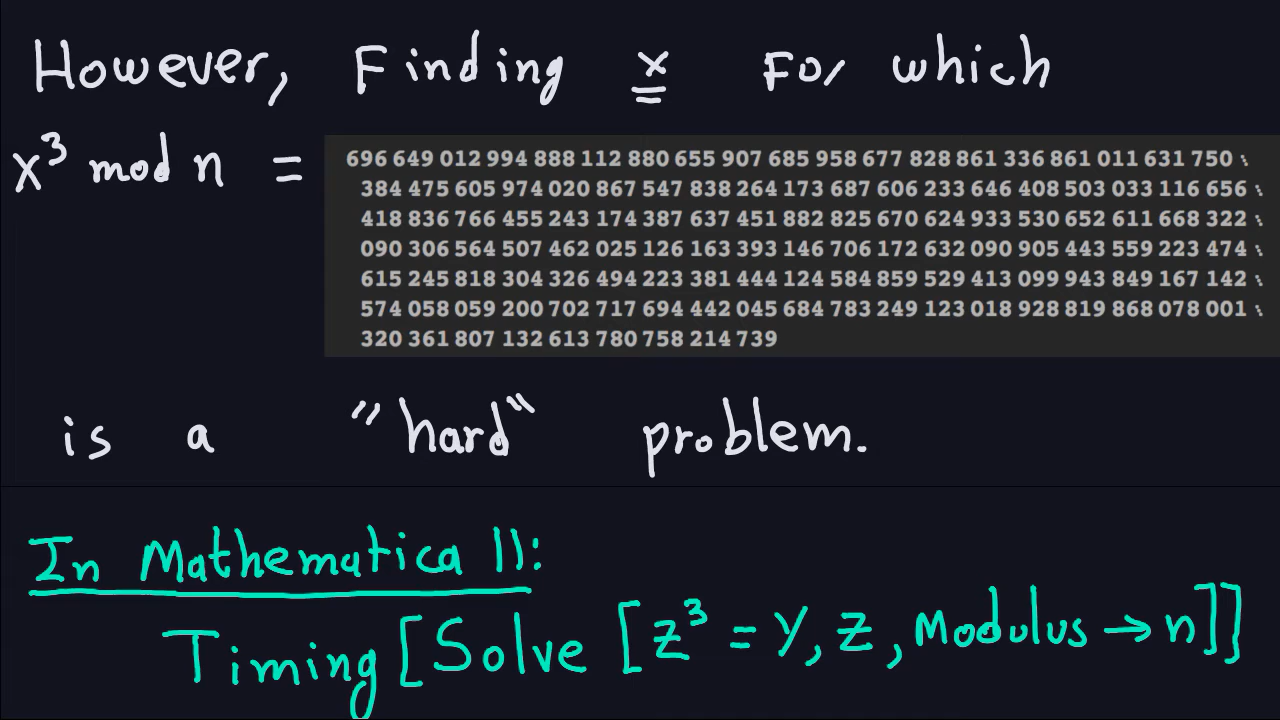 However, Finding x For which
x³ mod n = 696 649 012 994 888 112 880 655 907 685 958 677 828 861 336 861 011 631 750 \
384 475 605 974 020 867 547 838 264 173 687 606 233 646 408 503 033 116 656 \
418 836 766 455 243 174 387 637 451 882 825 670 624 933 530 652 611 668 322 \
090 306 564 507 462 025 126 163 393 146 706 172 632 090 905 443 559 223 474 \
615 245 818 304 326 494 223 381 444 124 584 859 529 413 099 943 849 167 142 \
574 058 059 200 702 717 694 442 045 684 783 249 123 018 928 819 868 078 001 \
320 361 807 132 613 780 758 214 739
is a "hard" problem.
In Mathematica 11:
Timing [Solve [z³ = y, z, Modulus → n]]